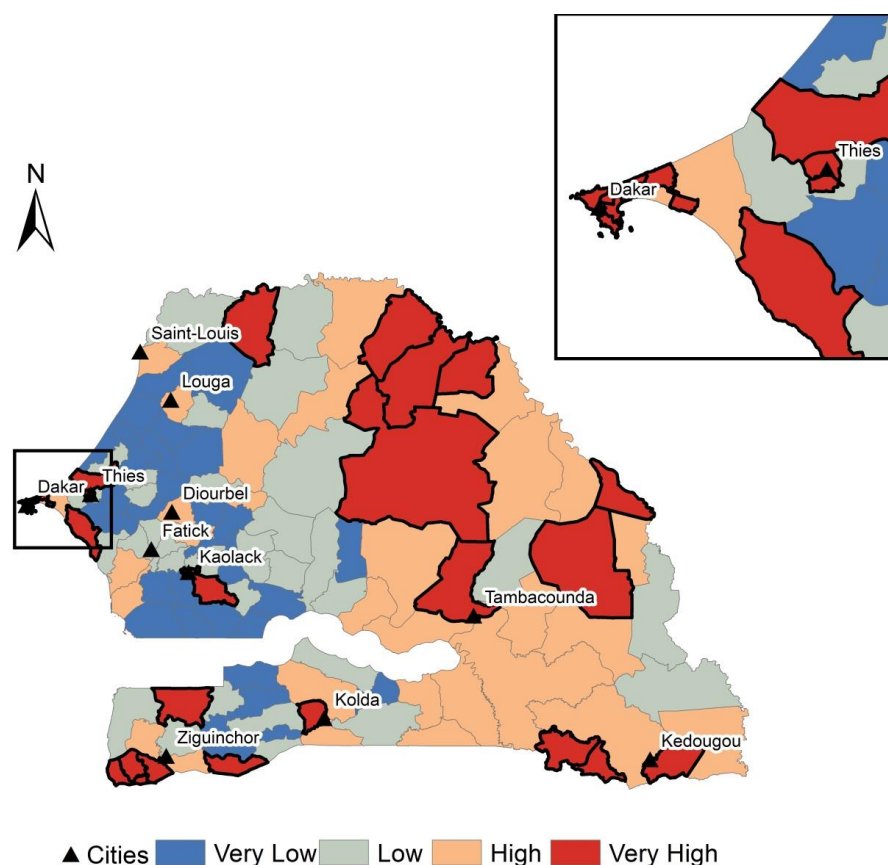 Dakar
Thies
N
Saint-Louis
Louga
Dakar
Thies
Diourbel
Fatick
Kaolack
Tambacounda
Kolda
Ziguinchor
Kedougou
Cities Very Low Low High Very High